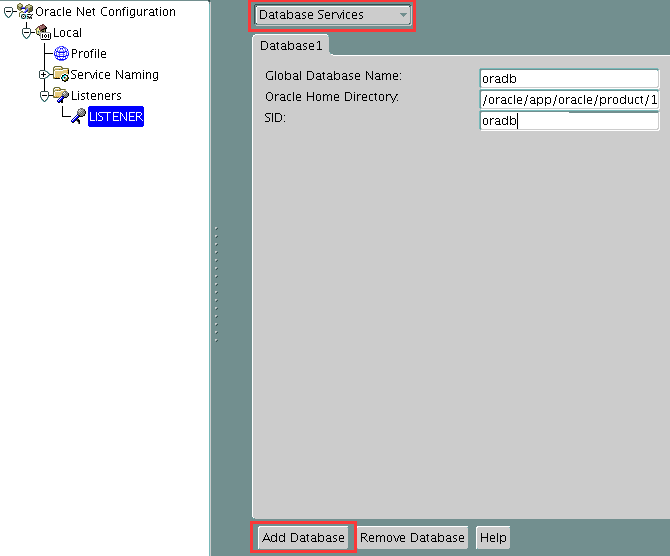 Oracle Net Configuration
Local
Profile
Service Naming
Listeners
LISTENER
Database Services
Database1
Global Database Name: oradb
Oracle Home Directory: /oracle/app/oracle/product/1
SID: oradb
Add Database Remove Database Help